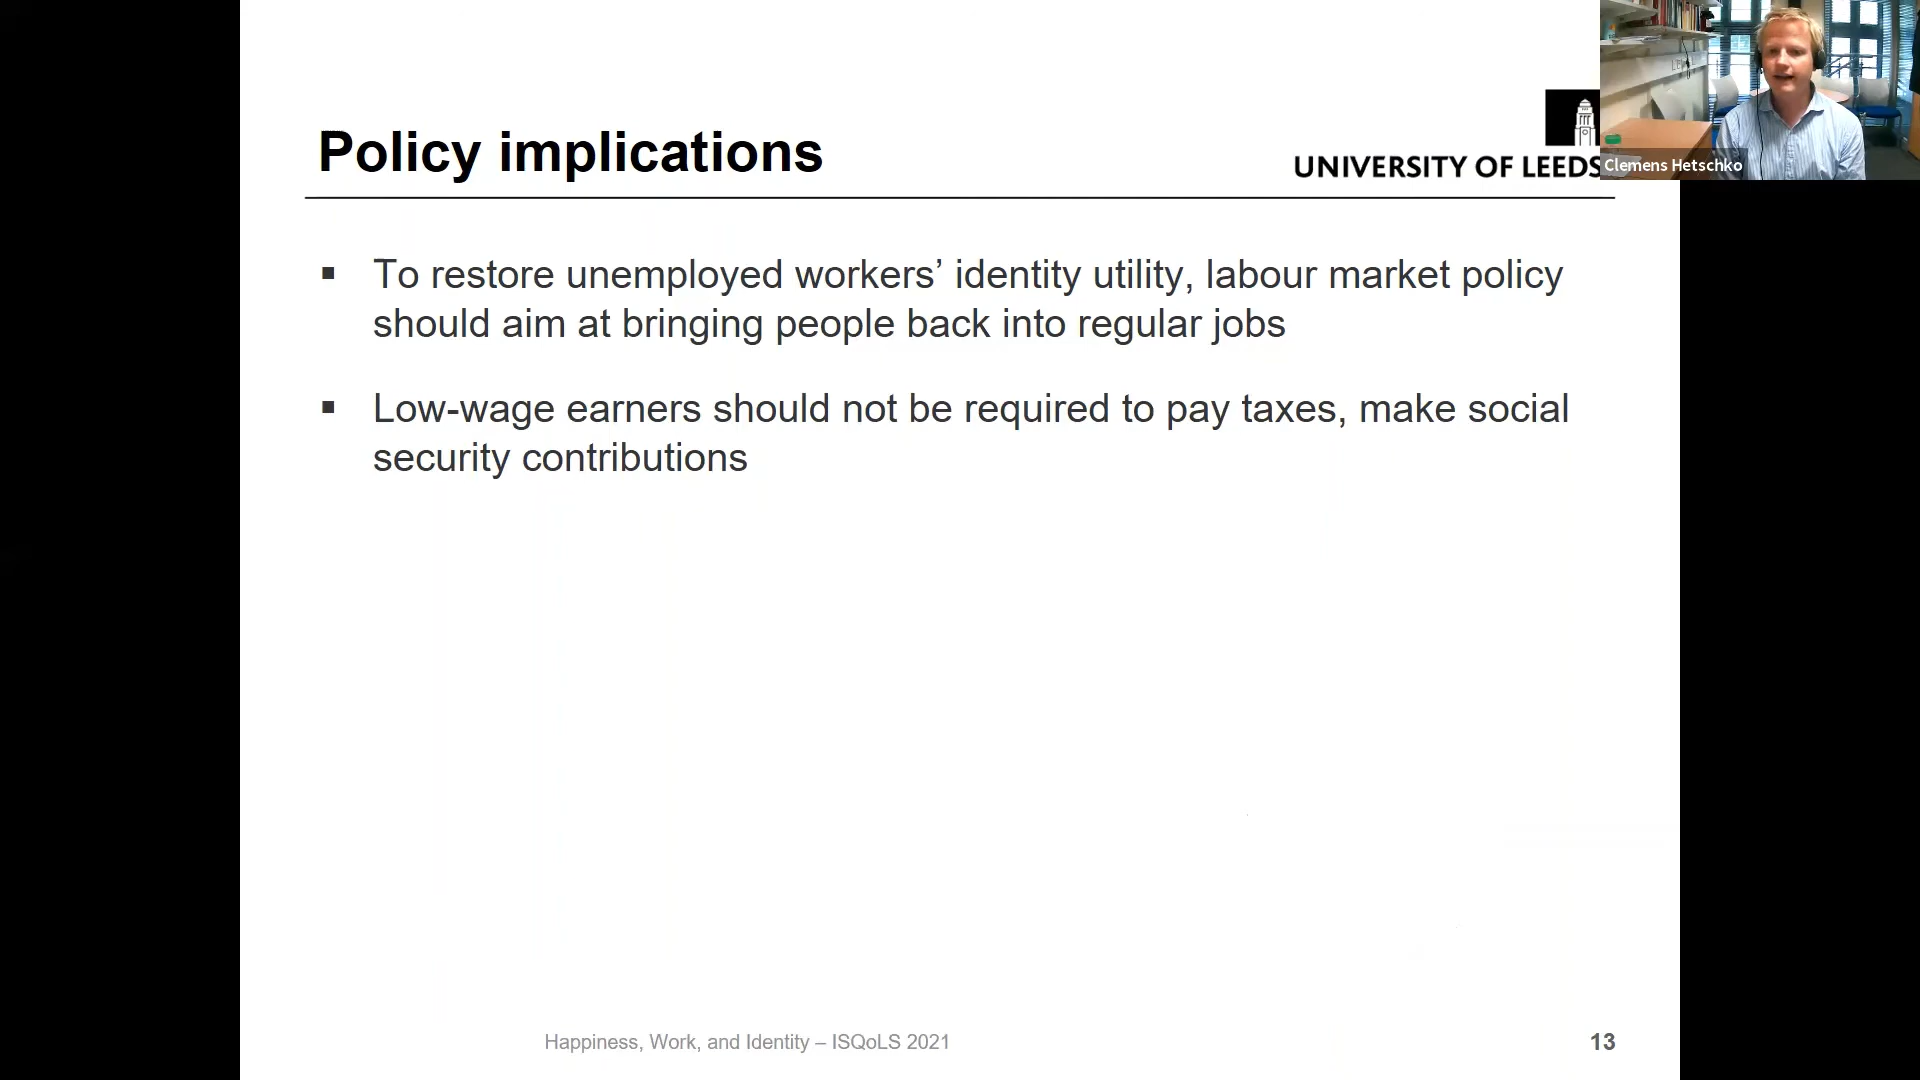 Policy implications
UNIVERSITY OF LEEDS
Clemens Hetschko
▪ To restore unemployed workers’ identity utility, labour market policy
should aim at bringing people back into regular jobs
▪ Low-wage earners should not be required to pay taxes, make social
security contributions
Happiness, Work, and Identity – ISQoLS 2021
13